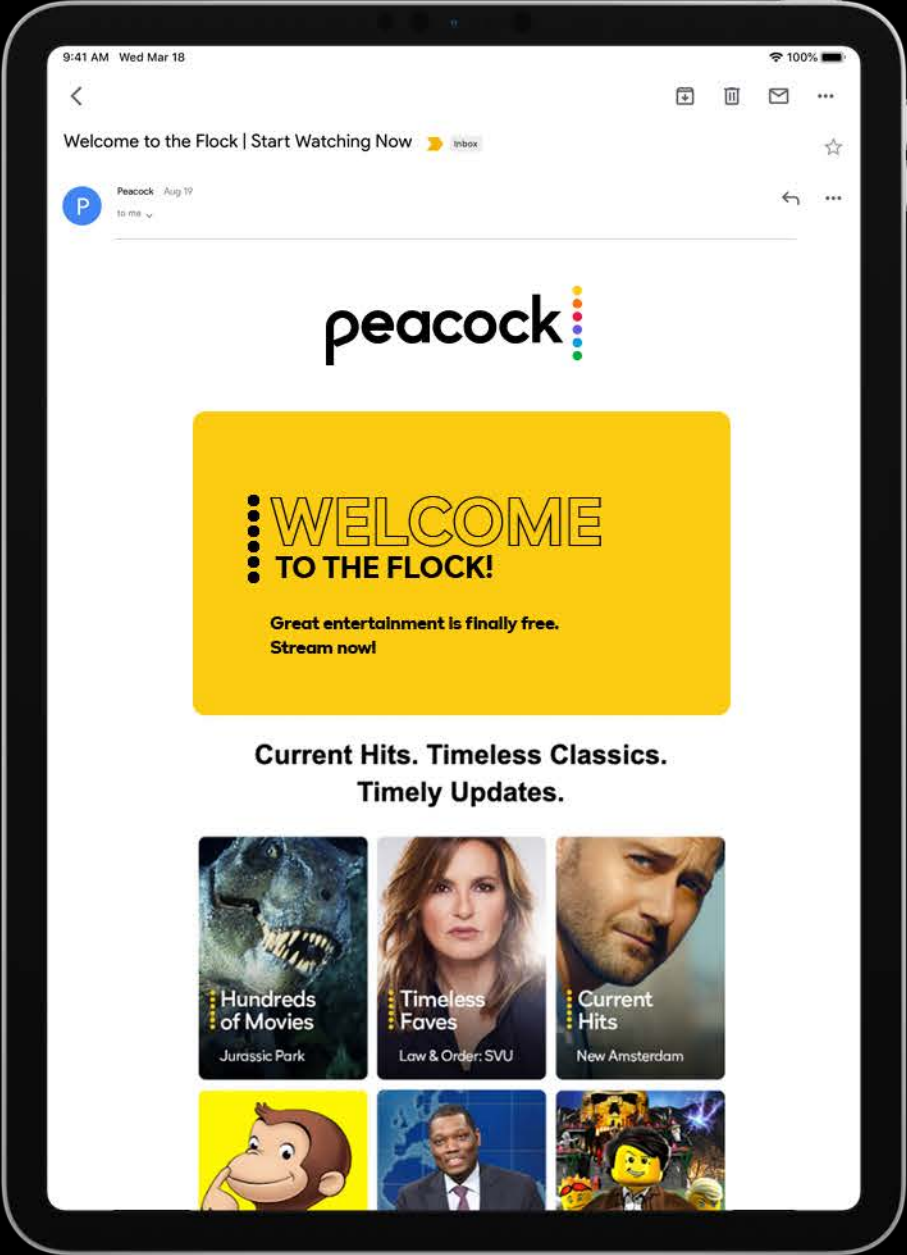 9:41 AM Wed Mar 18
100%
Welcome to the Flock | Start Watching Now
Inbox
P
Peacock Aug 19
to me
peacock
WELCOME
TO THE FLOCK!
Great entertainment is finally free.
Stream now!
Current Hits. Timeless Classics.
Timely Updates.
Hundreds
of Movies
Jurassic Park
Timeless
Faves
Law & Order: SVU
Current
Hits
New Amsterdam